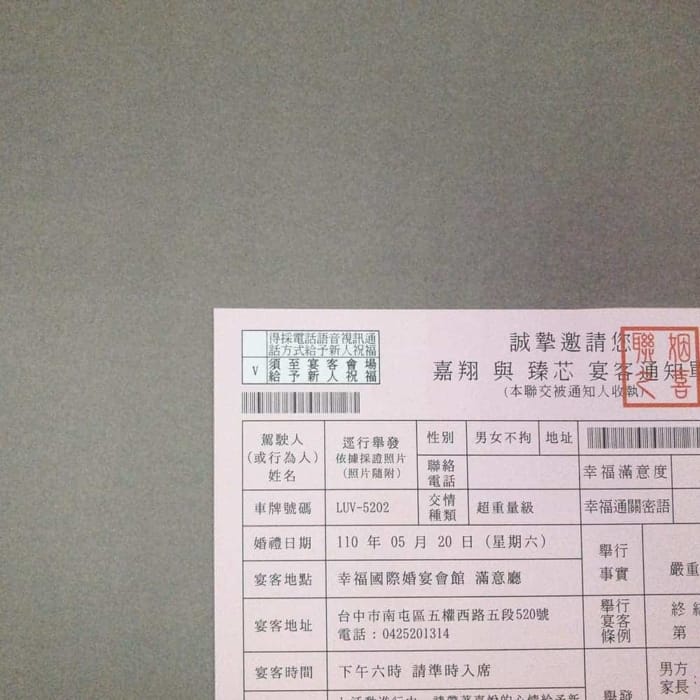 得採電話語音視訊通
話方式給予新人祝福
V 須至宴客會場
給予新人祝福
誠摯邀請您
嘉翔 與 臻芯 宴客通知單
(本聯交被通知人收執)
姻喜聯之
駕駛人
(或行為人)
姓名
逕行舉發
依據採證照片
(照片隨附)
性別
男女不拘
地址
聯絡
電話
幸福滿意度
車牌號碼
LUV-5202
交情
種類
超重量級
幸福通關密語
婚禮日期
110 年 05 月 20 日 (星期六)
舉行
事實
嚴重
宴客地點
幸福國際婚宴會館 滿意廳
宴客地址
台中市南屯區五權西路五段520號
電話：0425201314
舉行
宴客
條例
終
第
宴客時間
下午六時 請準時入席
男方
家長
舉發